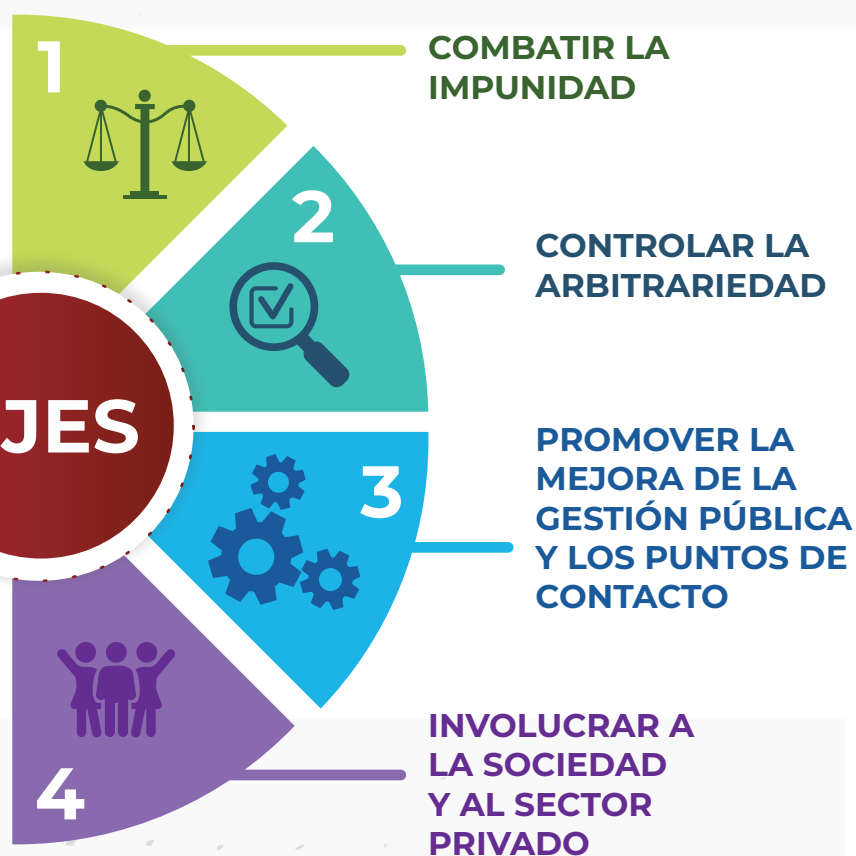 1
COMBATIR LA
IMPUNIDAD
2
CONTROLAR LA
ARBITRARIEDAD
JES
3
PROMOVER LA
MEJORA DE LA
GESTIÓN PÚBLICA
Y LOS PUNTOS DE
CONTACTO
4
INVOLUCRAR A
LA SOCIEDAD
Y AL SECTOR
PRIVADO